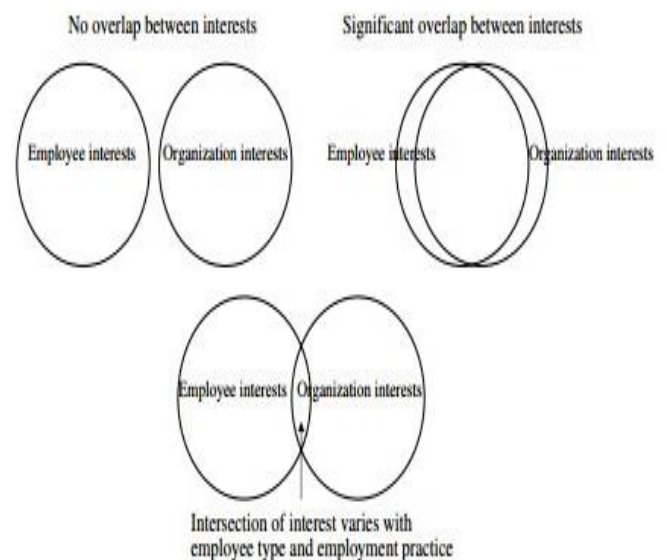 No overlap between interests
Significant overlap between interests
Employee interests
Organization interests
Employee interests
Organization interests
Employee interests
Organization interests
Intersection of interest varies with
employee type and employment practice